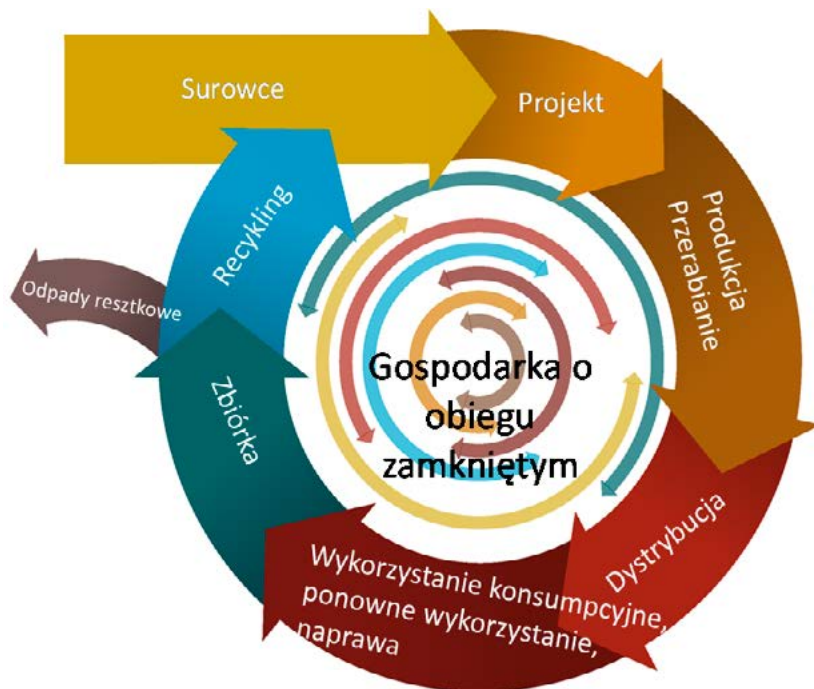 Surowce
Projekt
Produkcja
Przerabianie
Dystrybucja
Wykorzystanie konsumpcyjne,
ponowne wykorzystanie,
naprawa
Zbiórka
Recykling
Odpady resztkowe
Gospodarka o
obiegu
zamkniętym